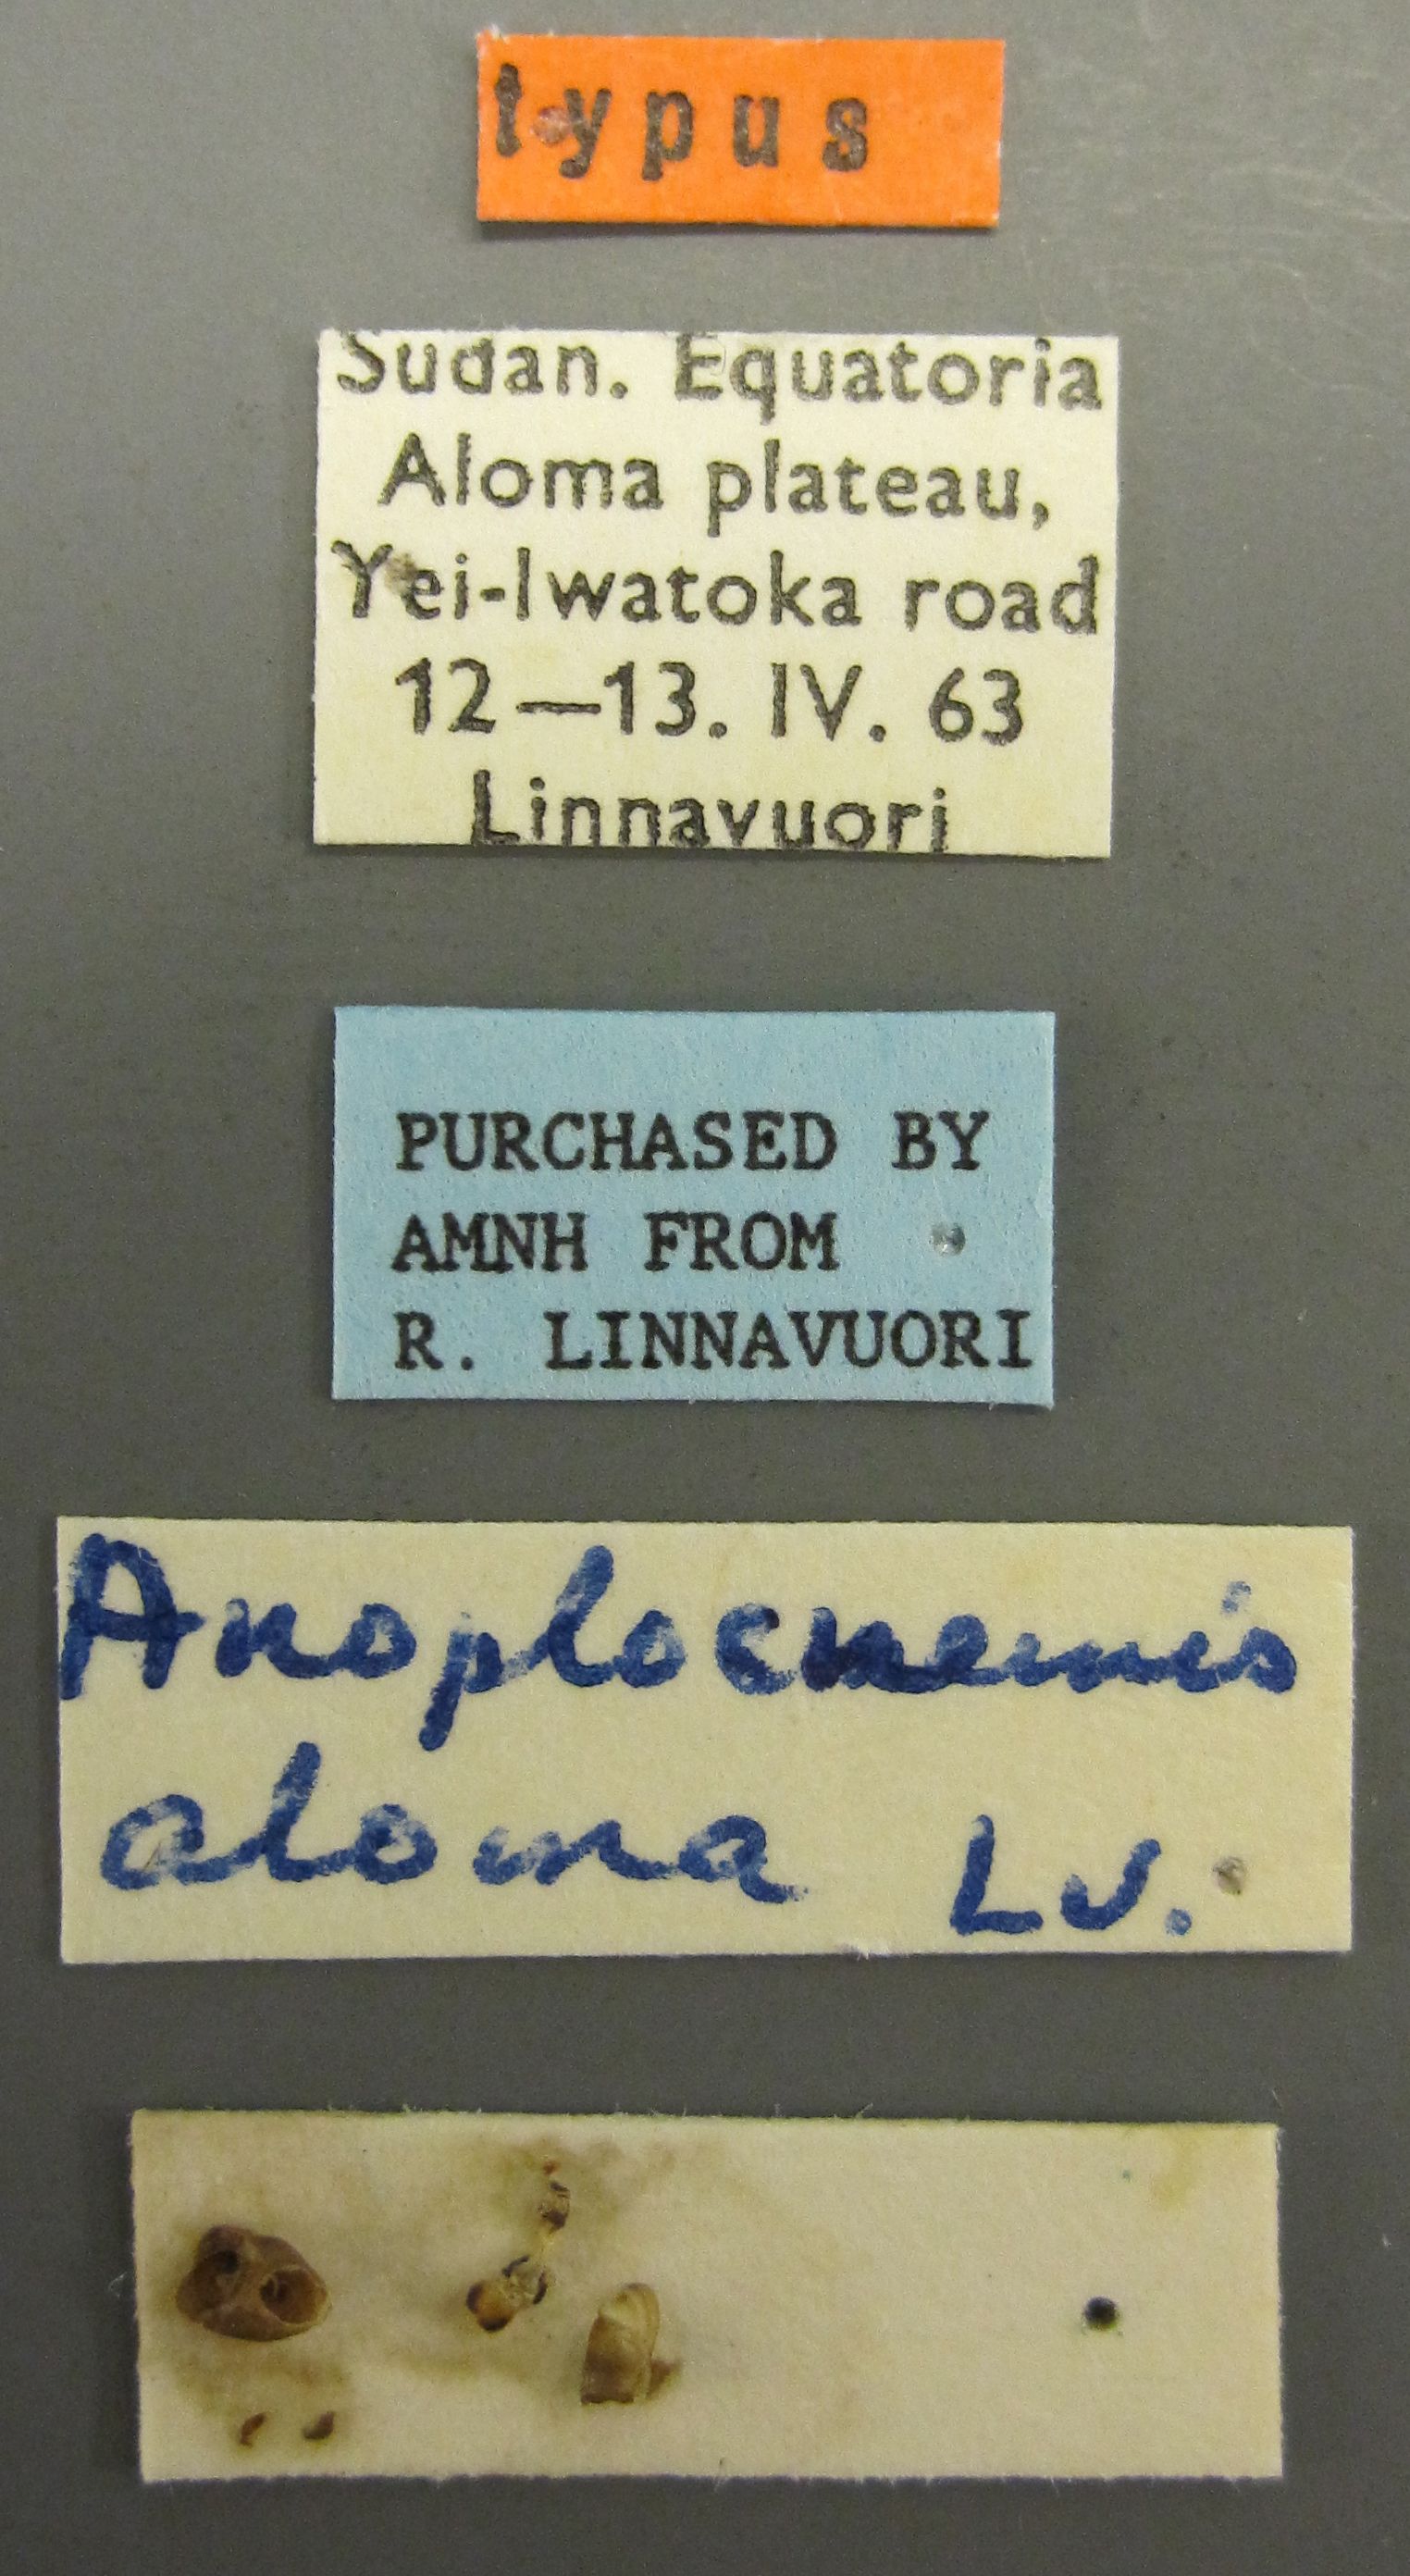 typus
Sudan. Equatoria
Aloma plateau,
Yei-Iwatoka road
12—13. IV. 63
Linnavuori
PURCHASED BY
AMNH FROM
R. LINNAVUORI
Anoplocnemis
aloma Lv.